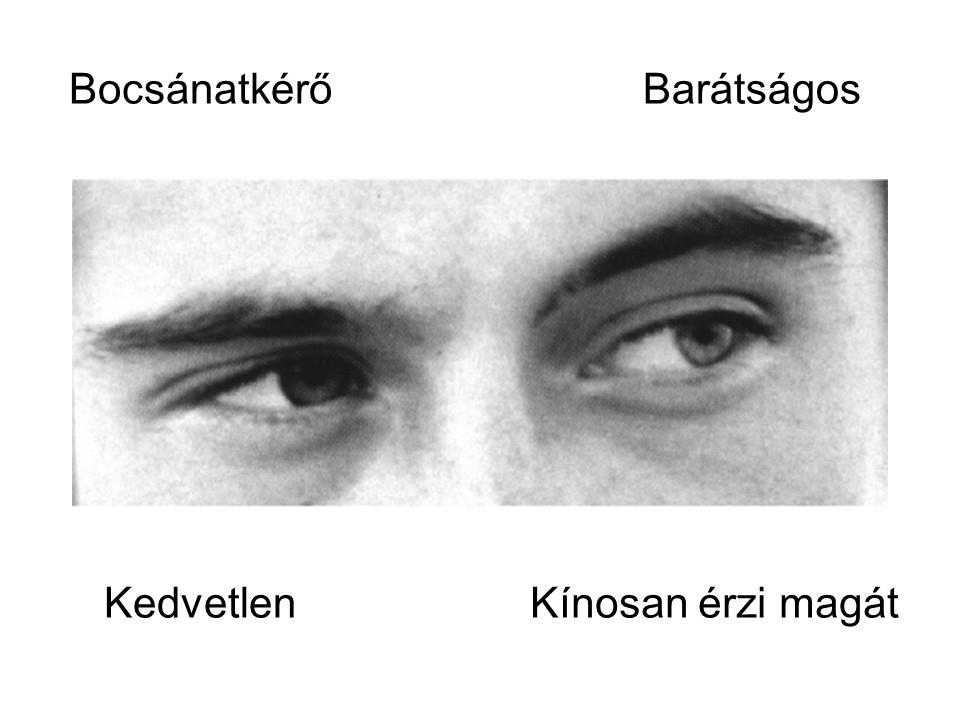 Bocsánatkérő Barátságos
Kedvetlen Kínosan érzi magát